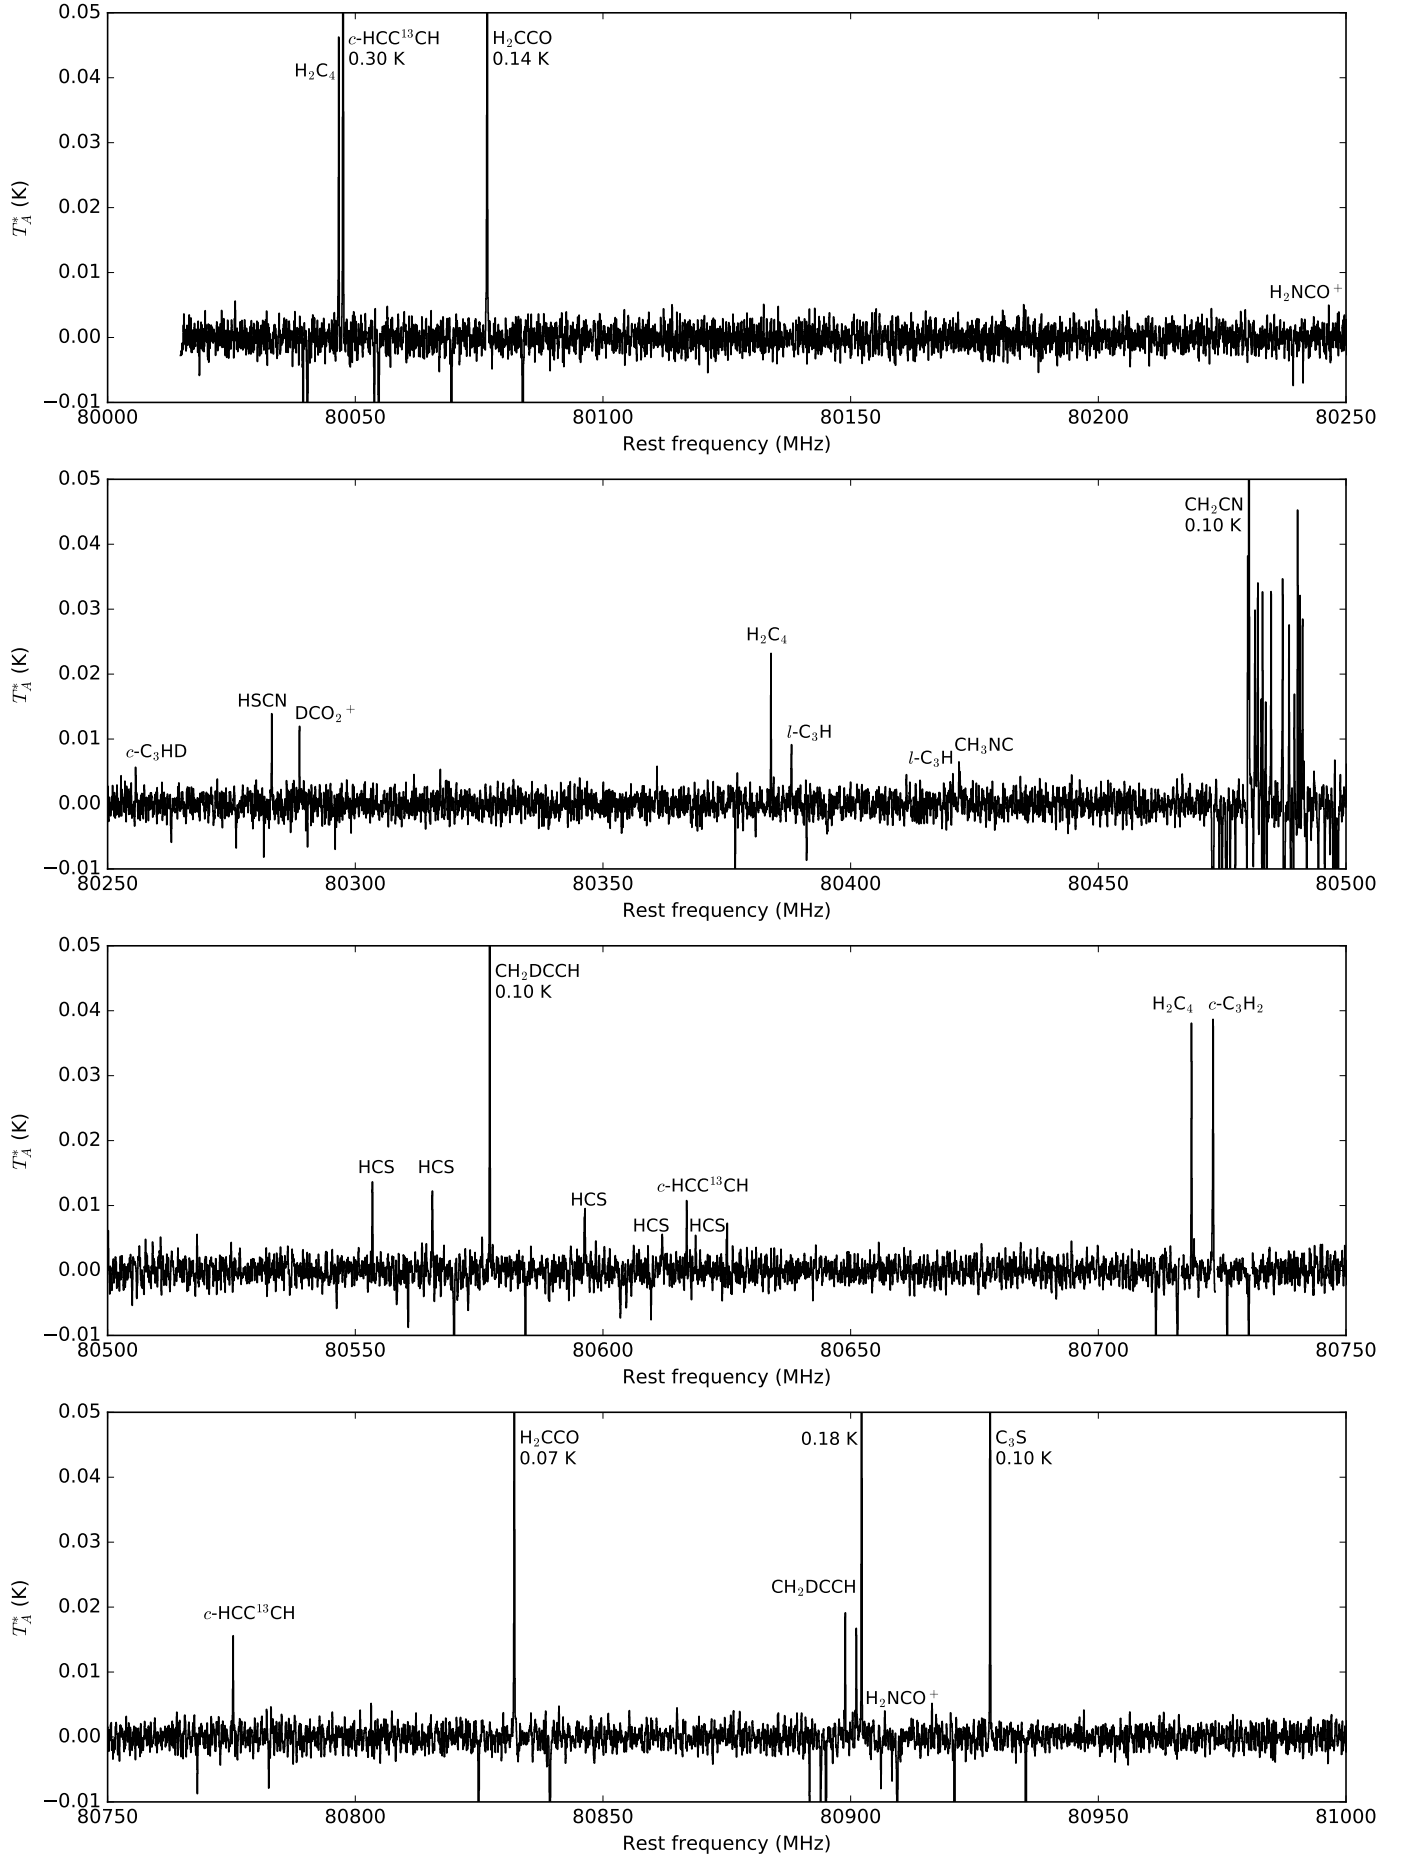 0.05
c-HCC¹³CH
H₂CCO
0.30 K
0.14 K
H₂C₄
0.04
0.03
T*A (K)
0.02
0.01
H₂NCO⁺
0.00
−0.01
80000 80050 80100 80150 80200 80250
Rest frequency (MHz)
0.05
CH₂CN
0.10 K
0.04
0.03
H₂C₄
T*A (K)
0.02
HSCN
DCO₂⁺
l-C₃H
0.01
c-C₃HD
l-C₃H
CH₃NC
0.00
−0.01
80250 80300 80350 80400 80450 80500
Rest frequency (MHz)
0.05
CH₂DCCH
0.10 K
H₂C₄
c-C₃H₂
0.04
0.03
T*A (K)
0.02
HCS
HCS
c-HCC¹³CH
HCS
0.01
HCS
HCS
0.00
−0.01
80500 80550 80600 80650 80700 80750
Rest frequency (MHz)
0.05
H₂CCO
0.07 K
0.18 K
C₃S
0.10 K
0.04
0.03
T*A (K)
CH₂DCCH
0.02
c-HCC¹³CH
0.01
H₂NCO⁺
0.00
−0.01
80750 80800 80850 80900 80950 81000
Rest frequency (MHz)